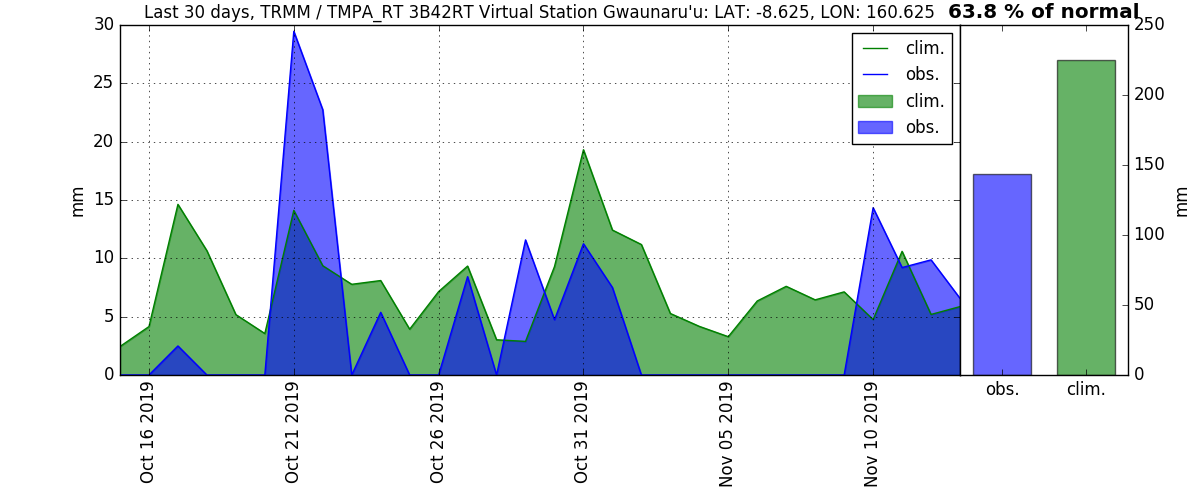 Last 30 days, TRMM / TMPA_RT 3B42RT Virtual Station Gwaunaru'u: LAT: -8.625, LON: 160.625
63.8 % of normal
30
25
20
15
10
5
0
mm
clim.
obs.
clim.
obs.
250
200
150
100
50
0
mm
Oct 16 2019
Oct 21 2019
Oct 26 2019
Oct 31 2019
Nov 05 2019
Nov 10 2019
obs.
clim.